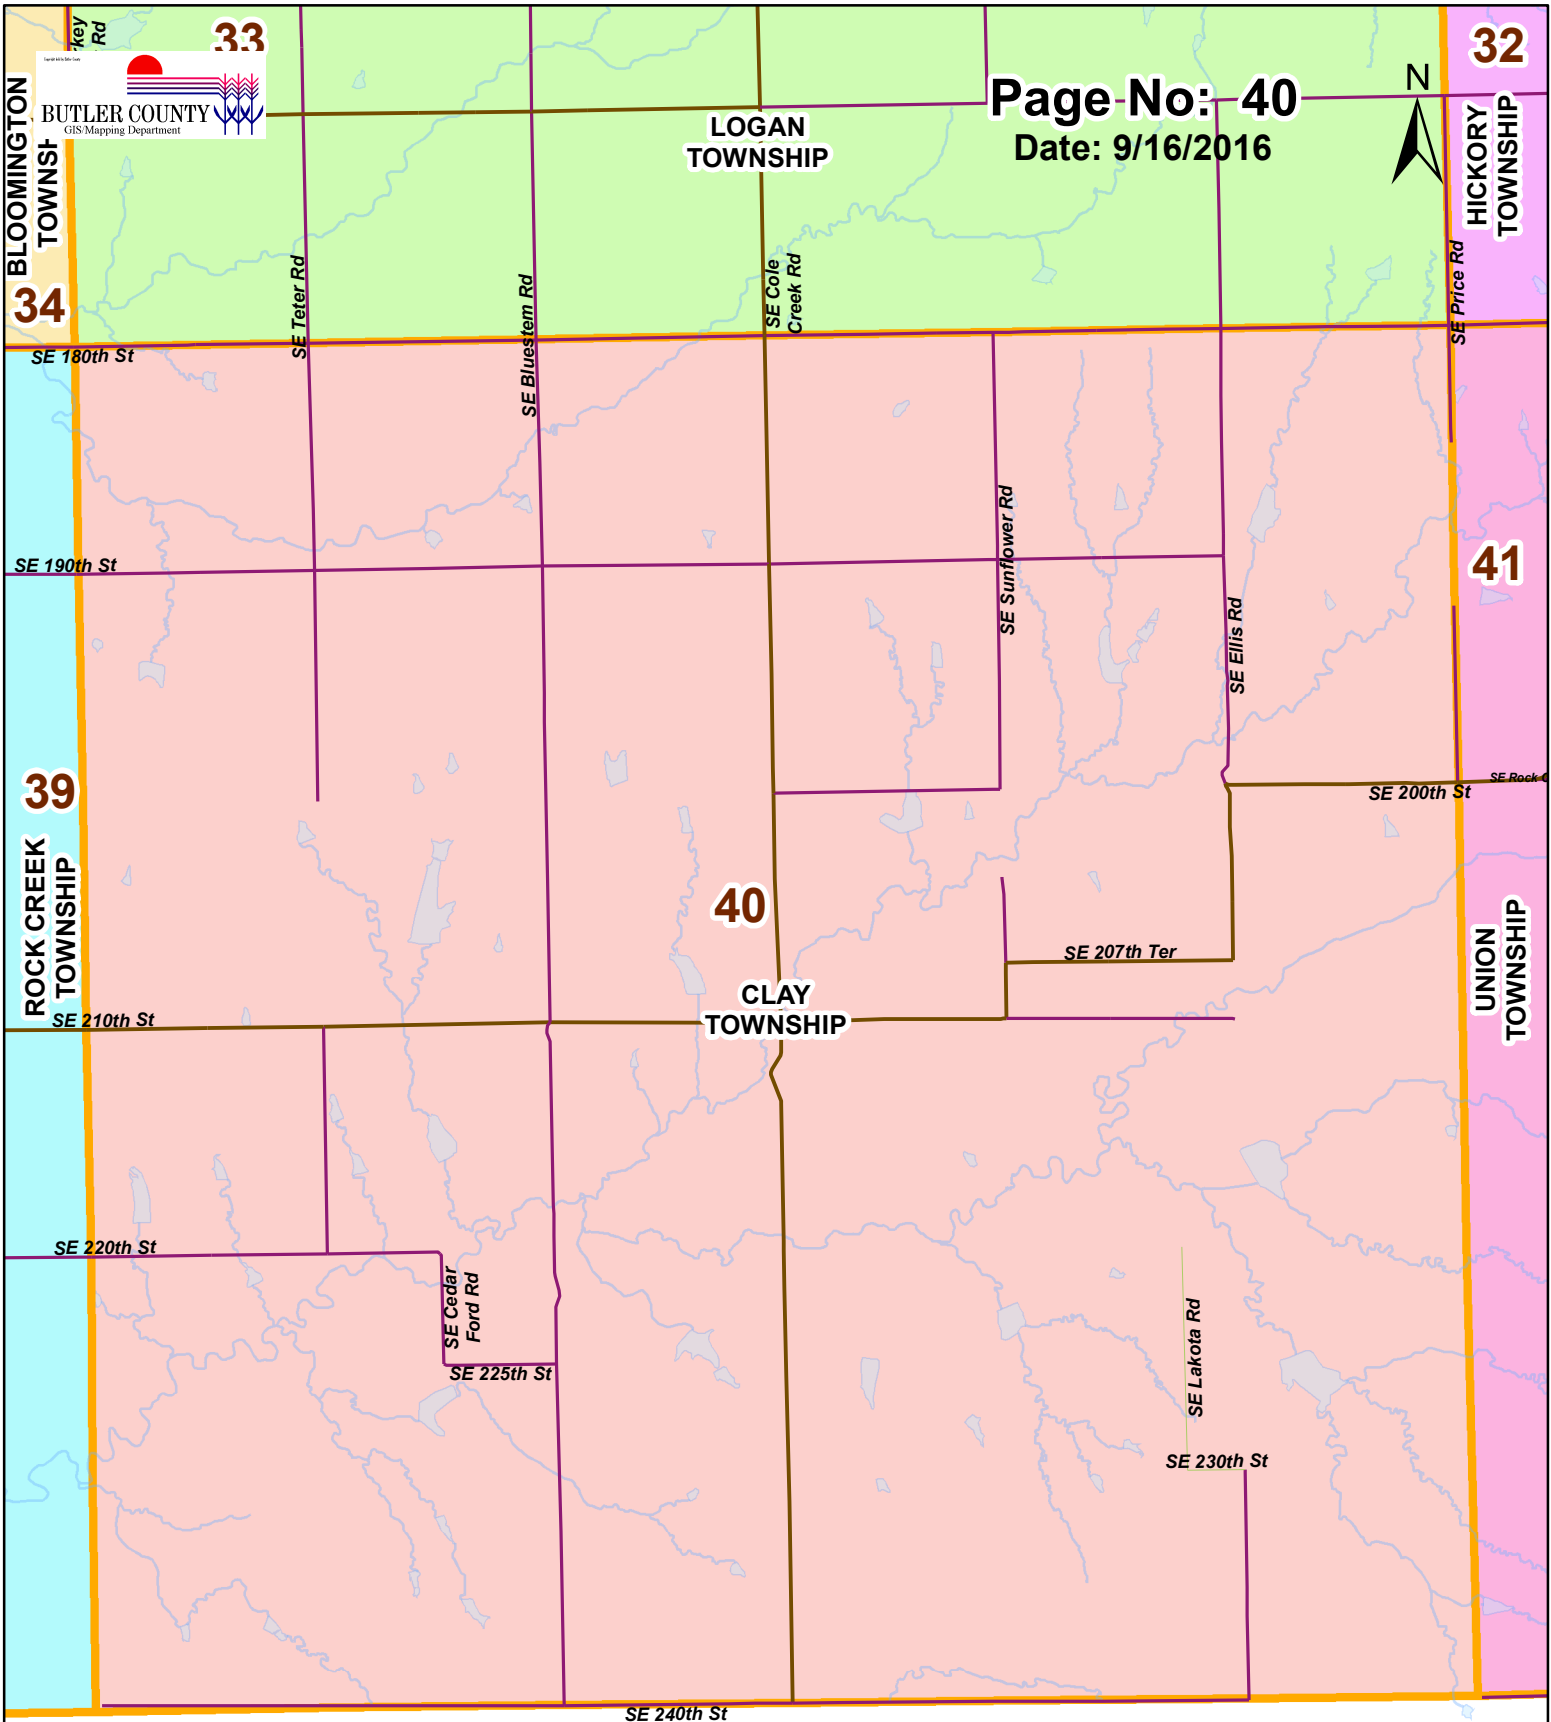 33
32
Rd
BUTLER COUNTY
GIS/Mapping Department
BLOOMINGTON
N
Page No: 40
Date: 9/16/2016
LOGAN
TOWNSHIP
HICKORY
TOWNSHIP
34
SE Teter Rd
SE Bluestem Rd
SE Cole
Creek Rd
SE Price Rd
SE 180th St
SE 190th St
SE Sunflower Rd
SE Ellis Rd
41
39
ROCK CREEK
TOWNSHIP
SE Rock
SE 200th St
40
CLAY
TOWNSHIP
SE 207th Ter
UNION
TOWNSHIP
SE 210th St
SE 220th St
SE Cedar
Ford Rd
SE 225th St
SE Lakota Rd
SE 230th St
SE 240th St